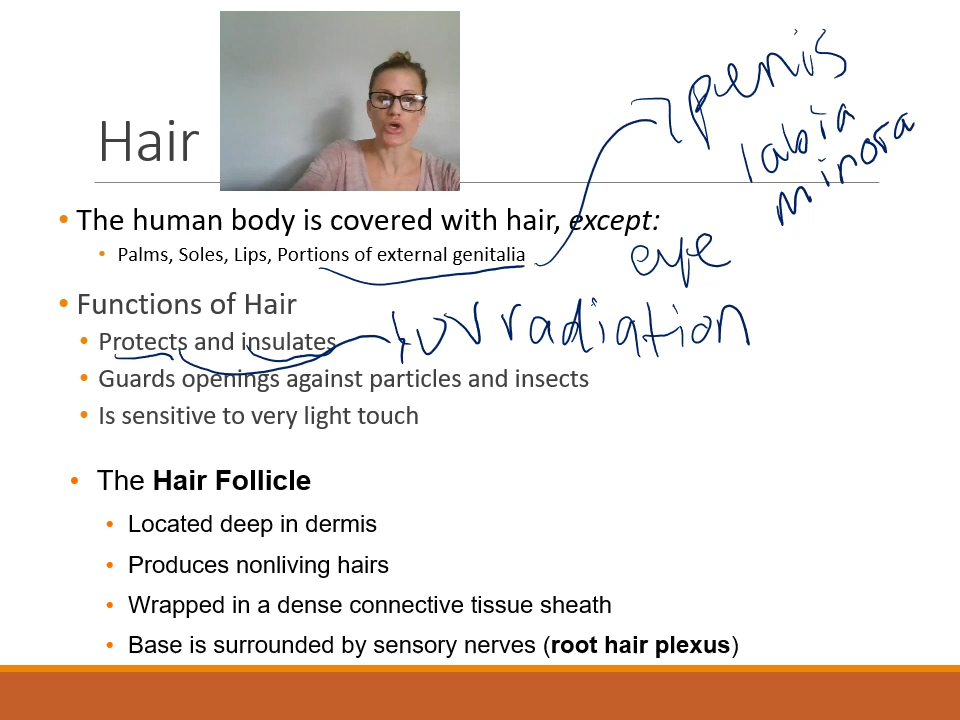 penis
labia
minora
Hair
• The human body is covered with hair, except:
• Palms, Soles, Lips, Portions of external genitalia
eye
• Functions of Hair
UV radiation
• Protects and insulates
• Guards openings against particles and insects
• Is sensitive to very light touch
• The Hair Follicle
• Located deep in dermis
• Produces nonliving hairs
• Wrapped in a dense connective tissue sheath
• Base is surrounded by sensory nerves (root hair plexus)